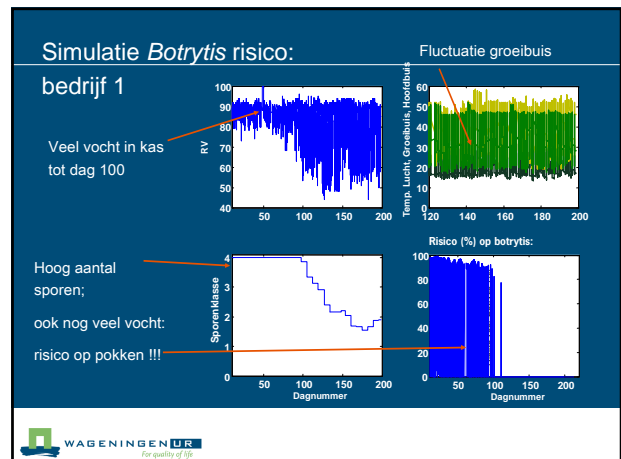 Simulatie Botrytis risico:
bedrijf 1
Fluctuatie groeibuis
Veel vocht in kas
tot dag 100
100
90
80
70
60
50
40
RV
50
100
150
200
60
50
40
30
20
10
0
Temp. Lucht, Groeibuis, Hoofdbuis
120
140
160
180
200
Hoog aantal
sporen;
ook nog veel vocht:
risico op pokken !!!
4
3
2
1
0
Sporenklasse
50
100
150
200
Dagnummer
Risico (%) op botrytis:
100
80
60
40
20
0
50
100
150
200
Dagnummer
WAGENINGEN UR
For quality of life